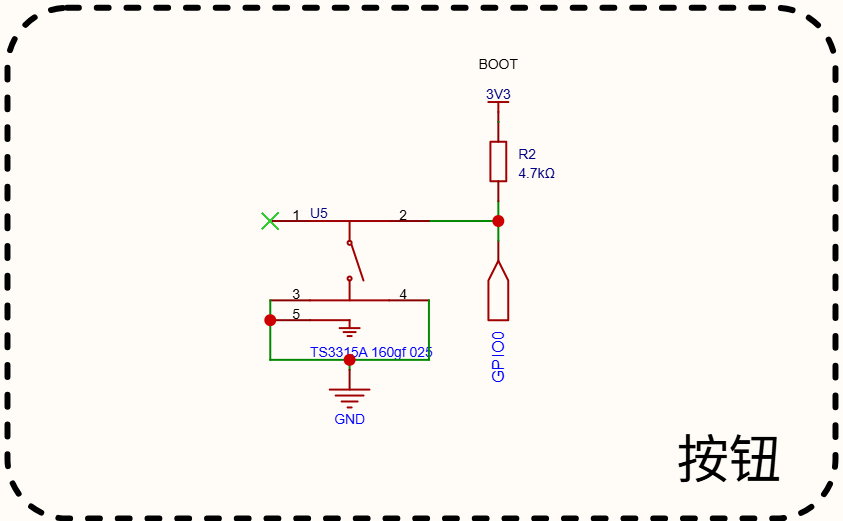 BOOT
3V3
R2
4.7kΩ
1 U5 2
3 4
5
TS3315A 160gf 025
GND
GPIO0
按钮